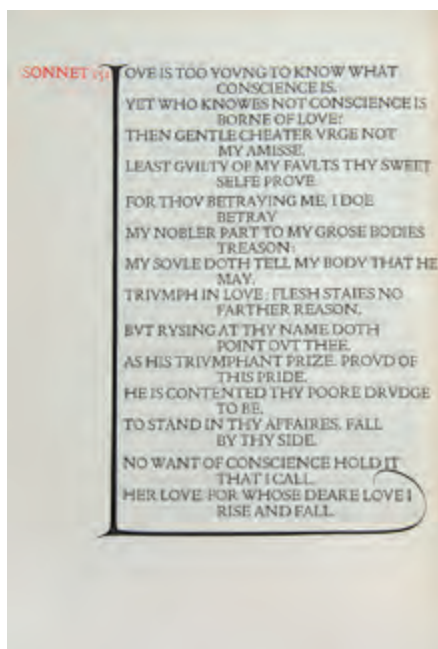 SONNET 151
LOVE IS TOO YOVNG TO KNOW WHAT
CONSCIENCE IS,
YET WHO KNOWES NOT CONSCIENCE IS
BORNE OF LOVE?
THEN GENTLE CHEATER VRGE NOT
MY AMISSE,
LEAST GVILTY OF MY FAVLTS THY SWEET
SELFE PROVE.
FOR THOV BETRAYING ME, I DOE
BETRAY
MY NOBLER PART TO MY GROSE BODIES
TREASON;
MY SOVLE DOTH TELL MY BODY THAT HE
MAY,
TRIVMPH IN LOVE; FLESH STAIES NO
FARTHER REASON,
BVT RYSING AT THY NAME DOTH
POINT OVT THEE,
AS HIS TRIVMPHANT PRIZE. PROVD OF
THIS PRIDE,
HE IS CONTENTED THY POORE DRVDGE
TO BE,
TO STAND IN THY AFFAIRES, FALL
BY THY SIDE.
NO WANT OF CONSCIENCE HOLD IT
THAT I CALL,
HER LOVE, FOR WHOSE DEARE LOVE I
RISE AND FALL.